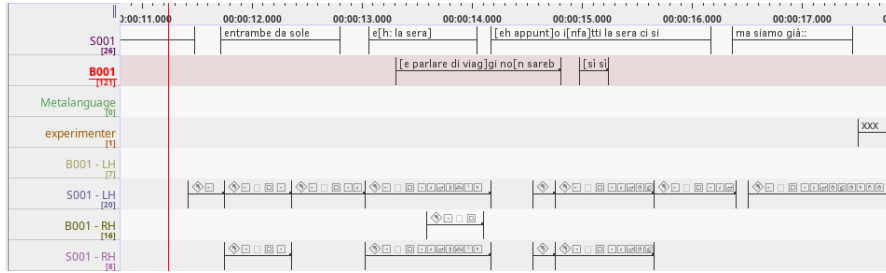 0:00:11.000 00:00:12.000 00:00:13.000 00:00:14.000 00:00:15.000 00:00:16.000 00:00:17.000
S001 entrambe da sole e[h: la sera] [eh appunt]o i[nfa]tti la sera ci si ma siamo già::
[26]
B001 [e parlare di viag]gi no[n sareb [sì sì
[121]
Metalanguage
[0]
experimenter xxx
[1]
B001 - LH
[7]
S001 - LH
[20]
B001 - RH
[16]
S001 - RH
[8]